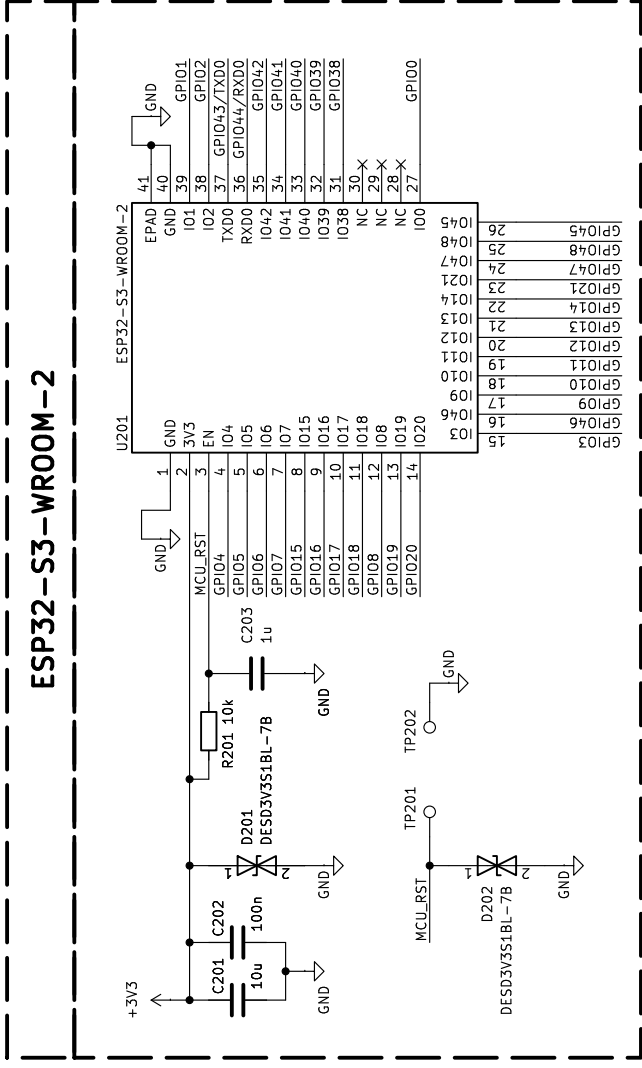 ESP32-S3-WROOM-2
U201
ESP32-S3-WROOM-2
+3V3
C201
10u
C202
100n
GND
1
2
D201
DESD3V3S1BL-7B
GND
R201 10k
C203
1u
GND
MCU_RST
GND
1 GND
2 3V3
3 EN
GPIO4 4 IO4
GPIO5 5 IO5
GPIO6 6 IO6
GPIO7 7 IO7
GPIO15 8 IO15
GPIO16 9 IO16
GPIO17 10 IO17
GPIO18 11 IO18
GPIO8 12 IO8
GPIO19 13 IO19
GPIO20 14 IO20
IO3 15 GPIO3
IO46 16 GPIO46
IO9 17 GPIO9
IO10 18 GPIO10
IO11 19 GPIO11
IO12 20 GPIO12
IO13 21 GPIO13
IO14 22 GPIO14
IO21 23 GPIO21
IO47 24 GPIO47
IO48 25 GPIO48
IO45 26 GPIO45
EPAD 41
GND 40
GND
IO1 39 GPIO1
IO2 38 GPIO2
TXD0 37 GPIO43/TXD0
RXD0 36 GPIO44/RXD0
IO42 35 GPIO42
IO41 34 GPIO41
IO40 33 GPIO40
IO39 32 GPIO39
IO38 31 GPIO38
NC 30
NC 29
NC 28
IO0 27 GPIO0
MCU_RST
TP201
TP202
GND
1
2
D202
DESD3V3S1BL-7B
GND